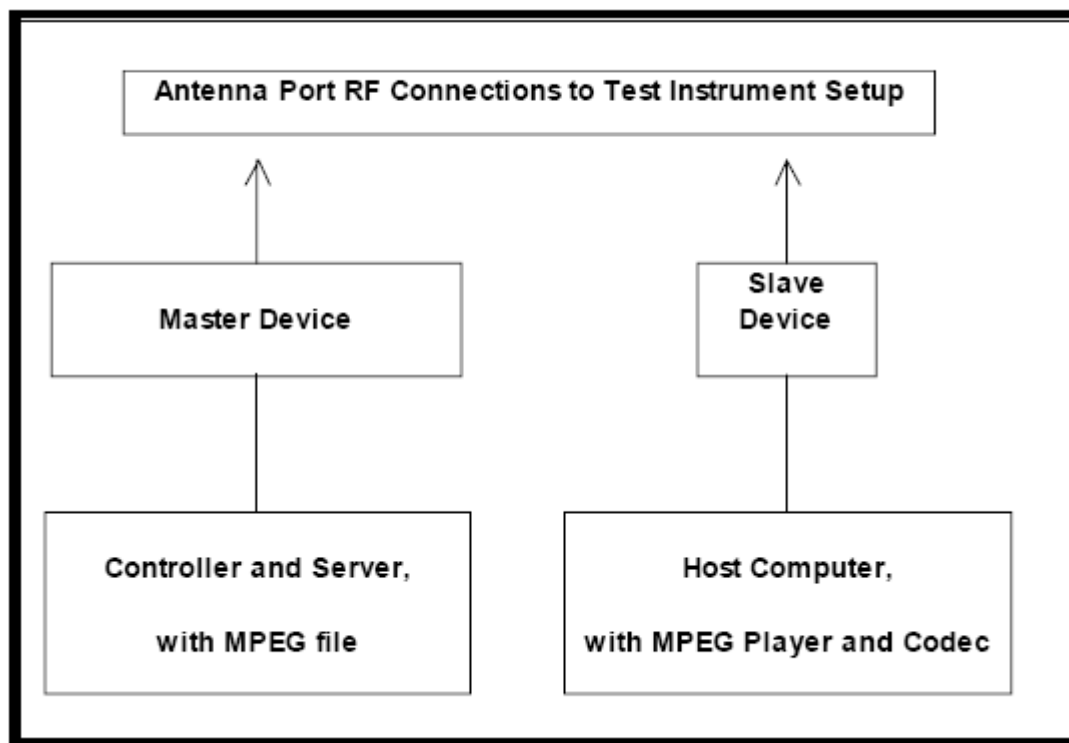 Antenna Port RF Connections to Test Instrument Setup
Master Device
Slave
Device
Controller and Server,
with MPEG file
Host Computer,
with MPEG Player and Codec